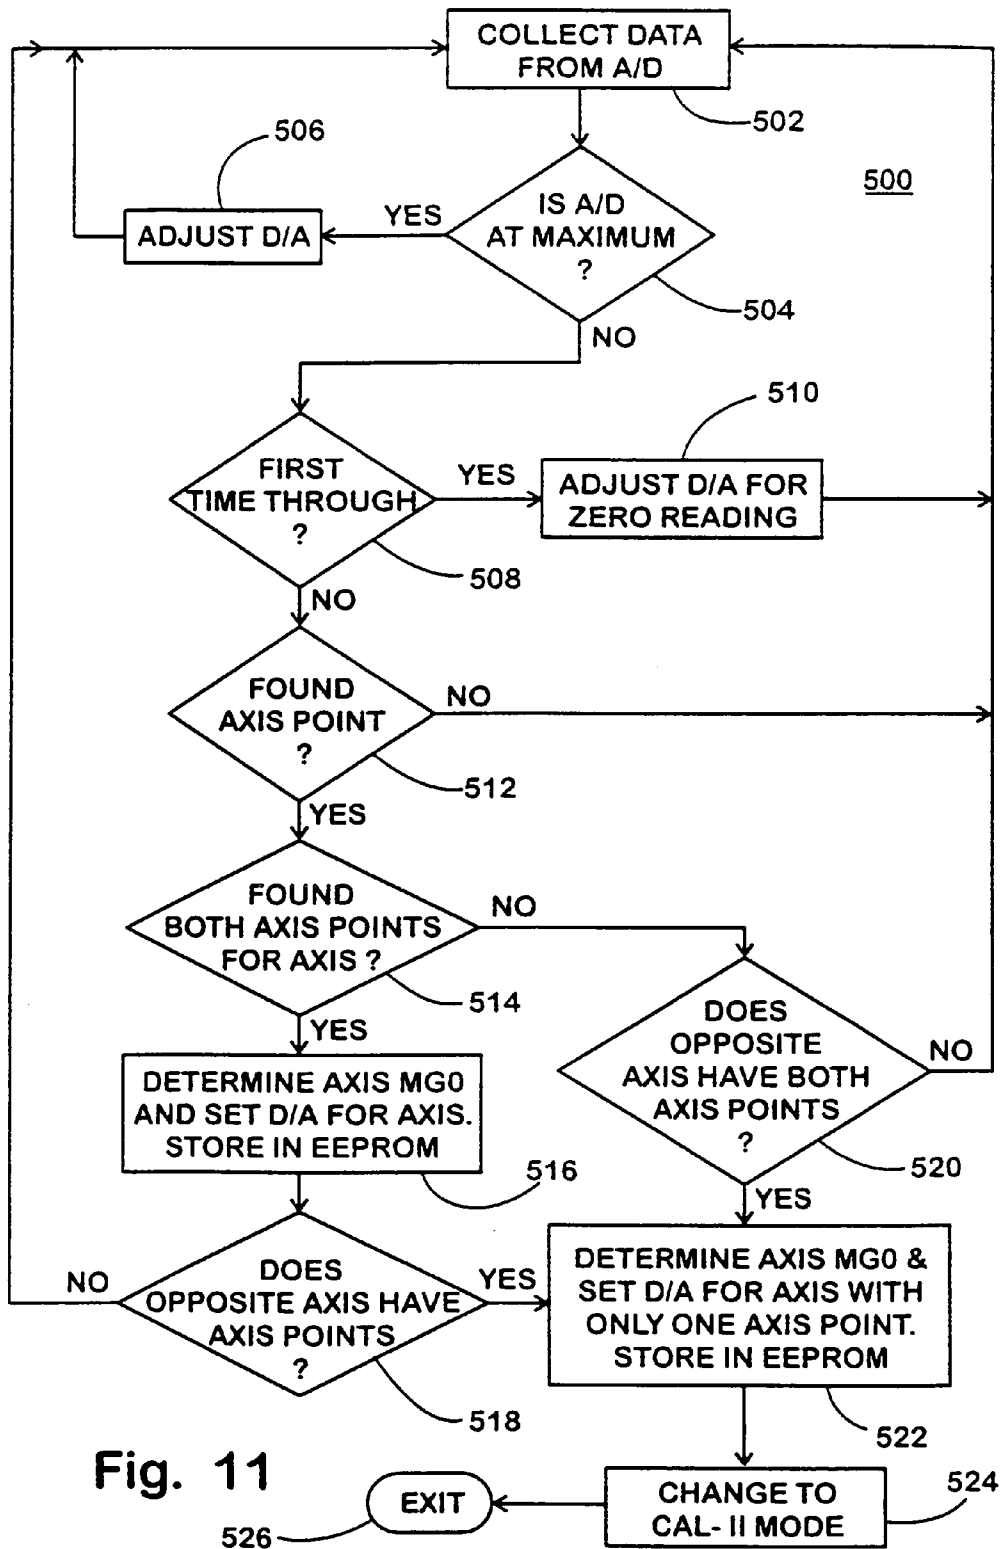 COLLECT DATA
FROM A/D
502
506
500
IS A/D
AT MAXIMUM
?
YES
ADJUST D/A
504
NO
510
FIRST
TIME THROUGH
?
YES
ADJUST D/A FOR
ZERO READING
508
NO
FOUND
AXIS POINT
?
NO
512
YES
FOUND
BOTH AXIS POINTS
FOR AXIS ?
NO
514
YES
DOES
OPPOSITE
AXIS HAVE BOTH
AXIS POINTS
?
NO
DETERMINE AXIS MG0
AND SET D/A FOR AXIS.
STORE IN EEPROM
516
520
YES
DOES
OPPOSITE AXIS HAVE
AXIS POINTS
?
NO
YES
DETERMINE AXIS MG0 &
SET D/A FOR AXIS WITH
ONLY ONE AXIS POINT.
STORE IN EEPROM
518
522
Fig. 11
CHANGE TO
CAL- II MODE
524
EXIT
526